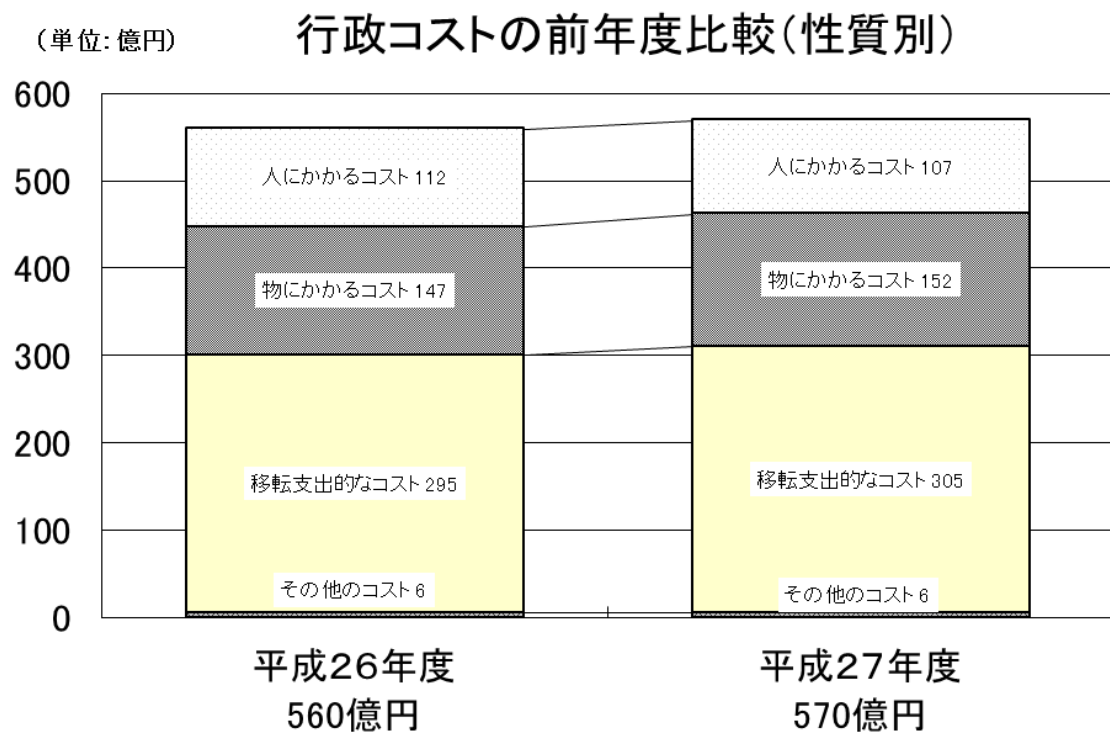 (単位:億円)
行政コストの前年度比較(性質別)
600
500
400
300
200
100
0
人にかかるコスト 112
物にかかるコスト 147
移転支出的なコスト 295
その他のコスト 6
人にかかるコスト 107
物にかかるコスト 152
移転支出的なコスト 305
その他のコスト 6
平成26年度
560億円
平成27年度
570億円